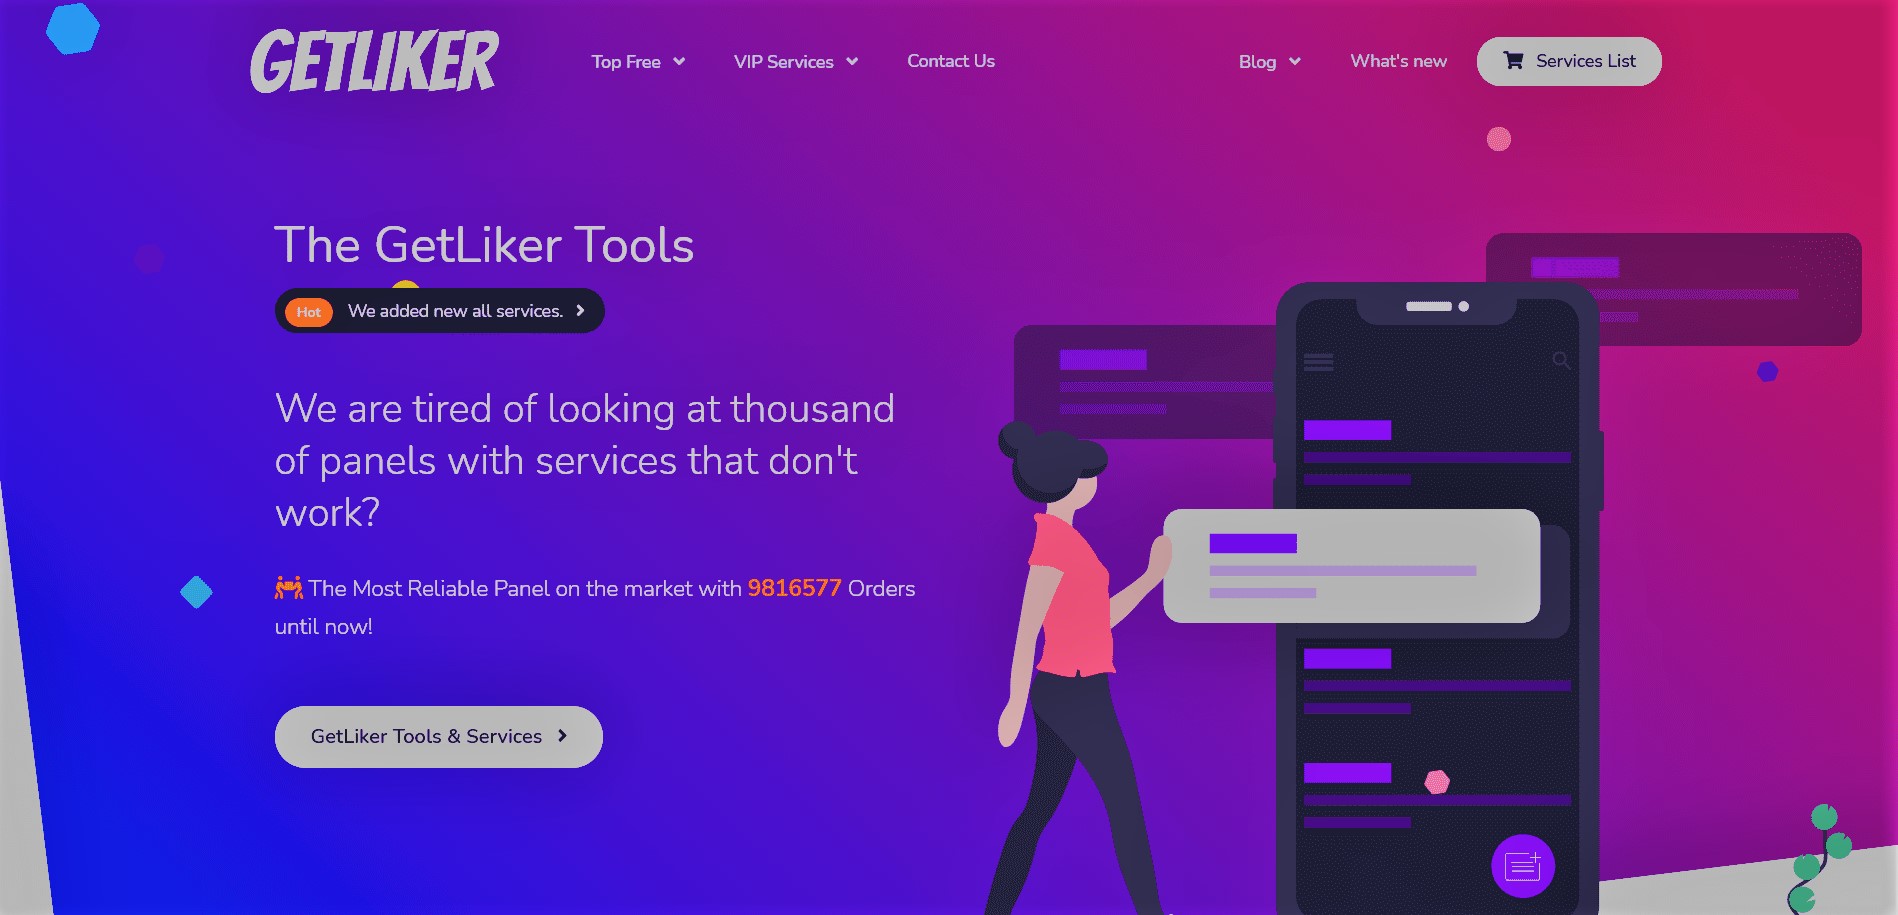 GETLIKER
Top Free
VIP Services
Contact Us
Blog
What's new
Services List
The GetLiker Tools
Hot
We added new all services.
We are tired of looking at thousand
of panels with services that don't
work?
The Most Reliable Panel on the market with 9816577 Orders
until now!
GetLiker Tools & Services